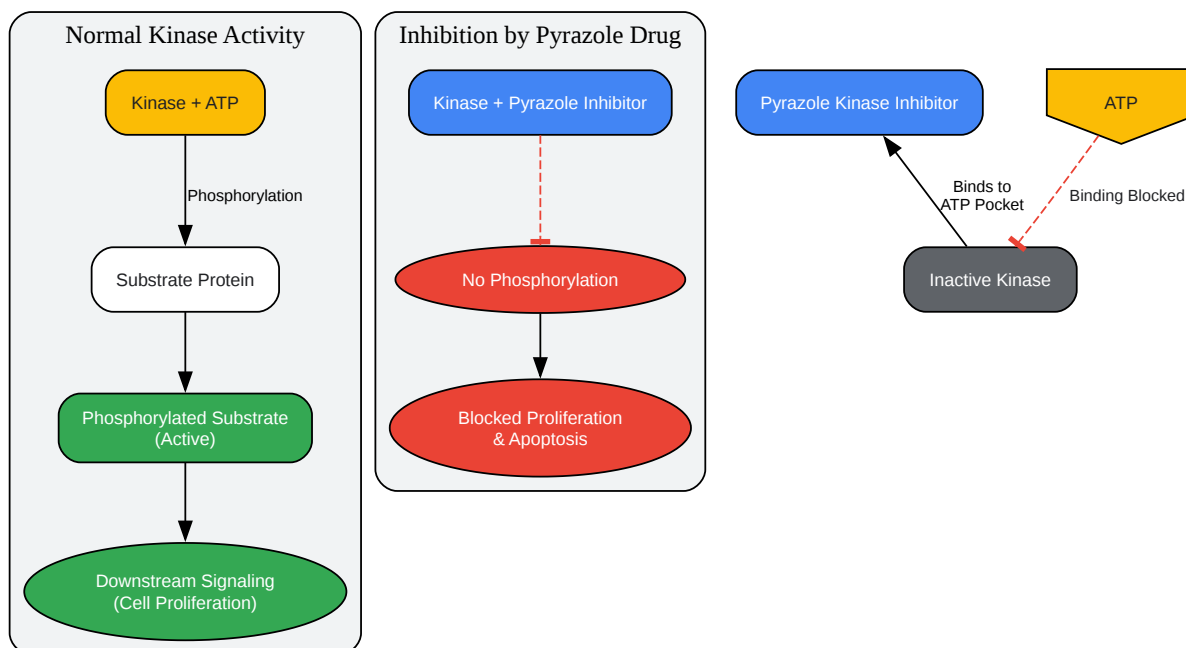 Normal Kinase Activity
Kinase + ATP
Phosphorylation
Substrate Protein
Phosphorylated Substrate
(Active)
Downstream Signaling
(Cell Proliferation)
Inhibition by Pyrazole Drug
Kinase + Pyrazole Inhibitor
No Phosphorylation
Blocked Proliferation
& Apoptosis
Pyrazole Kinase Inhibitor
ATP
Binds to
ATP Pocket
Binding Blocked
Inactive Kinase